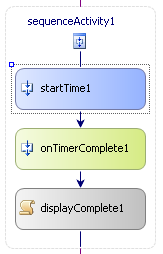 sequenceActivity1
startTime1
onTimerComplete1
displayComplete1